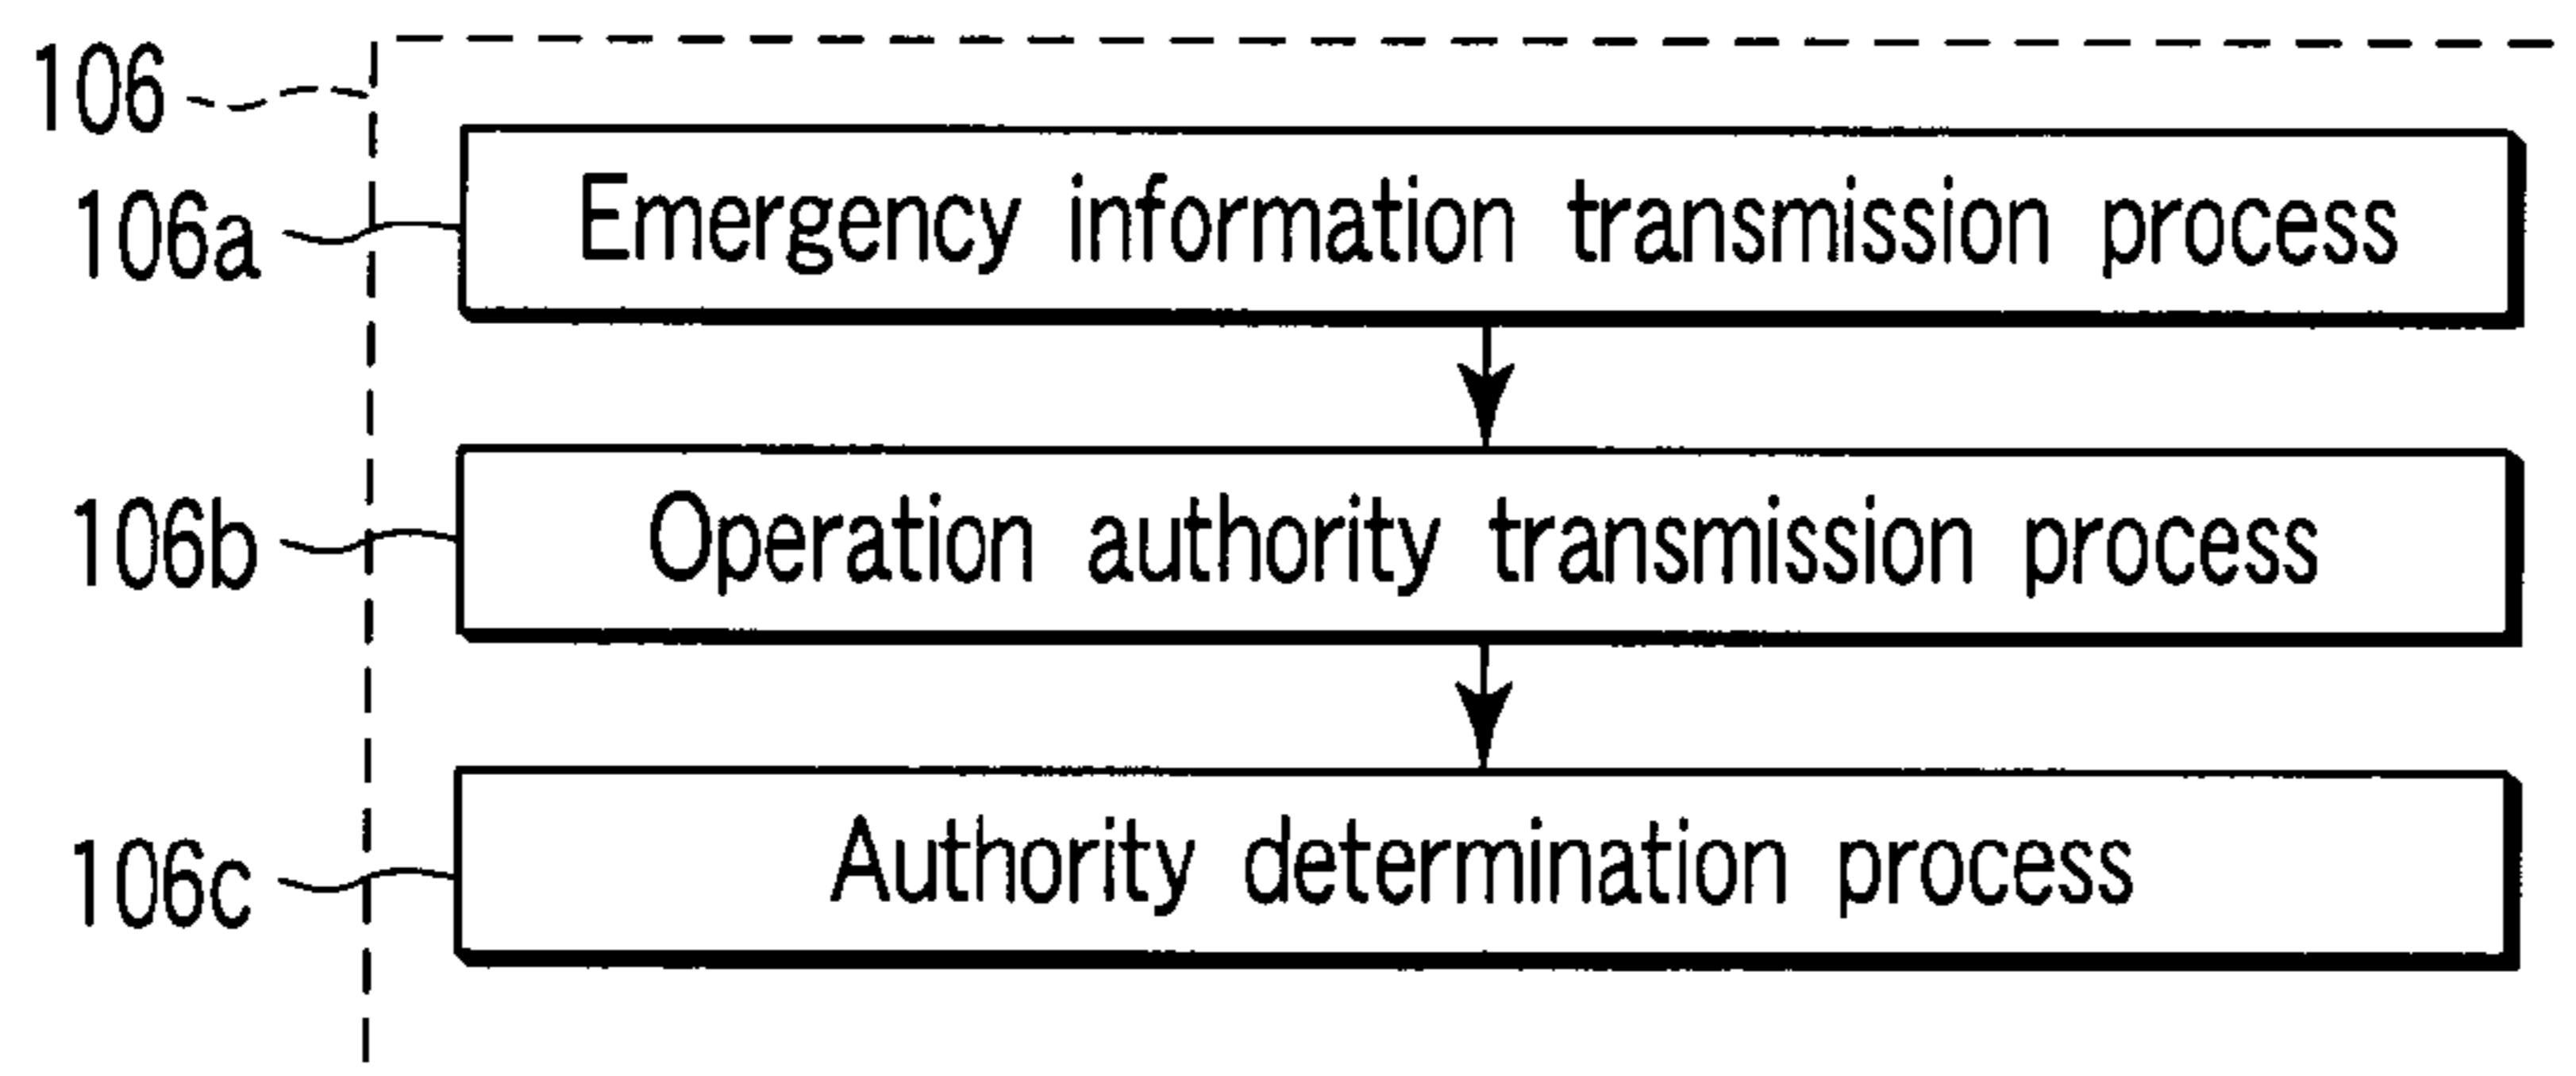 106
106a Emergency information transmission process
106b Operation authority transmission process
106c Authority determination process